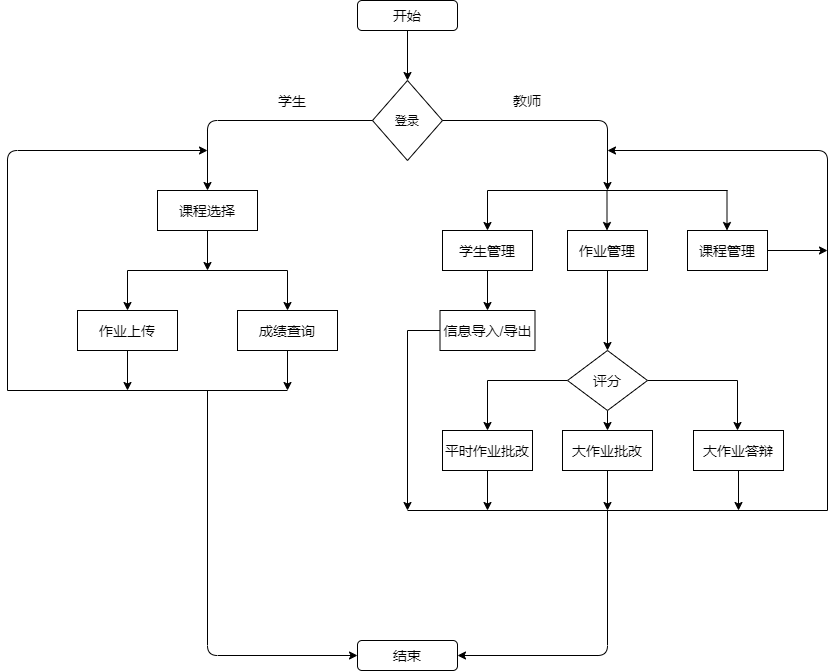 开始
学生
教师
登录
课程选择
学生管理
作业管理
课程管理
作业上传
成绩查询
信息导入/导出
评分
平时作业批改
大作业批改
大作业答辩
结束